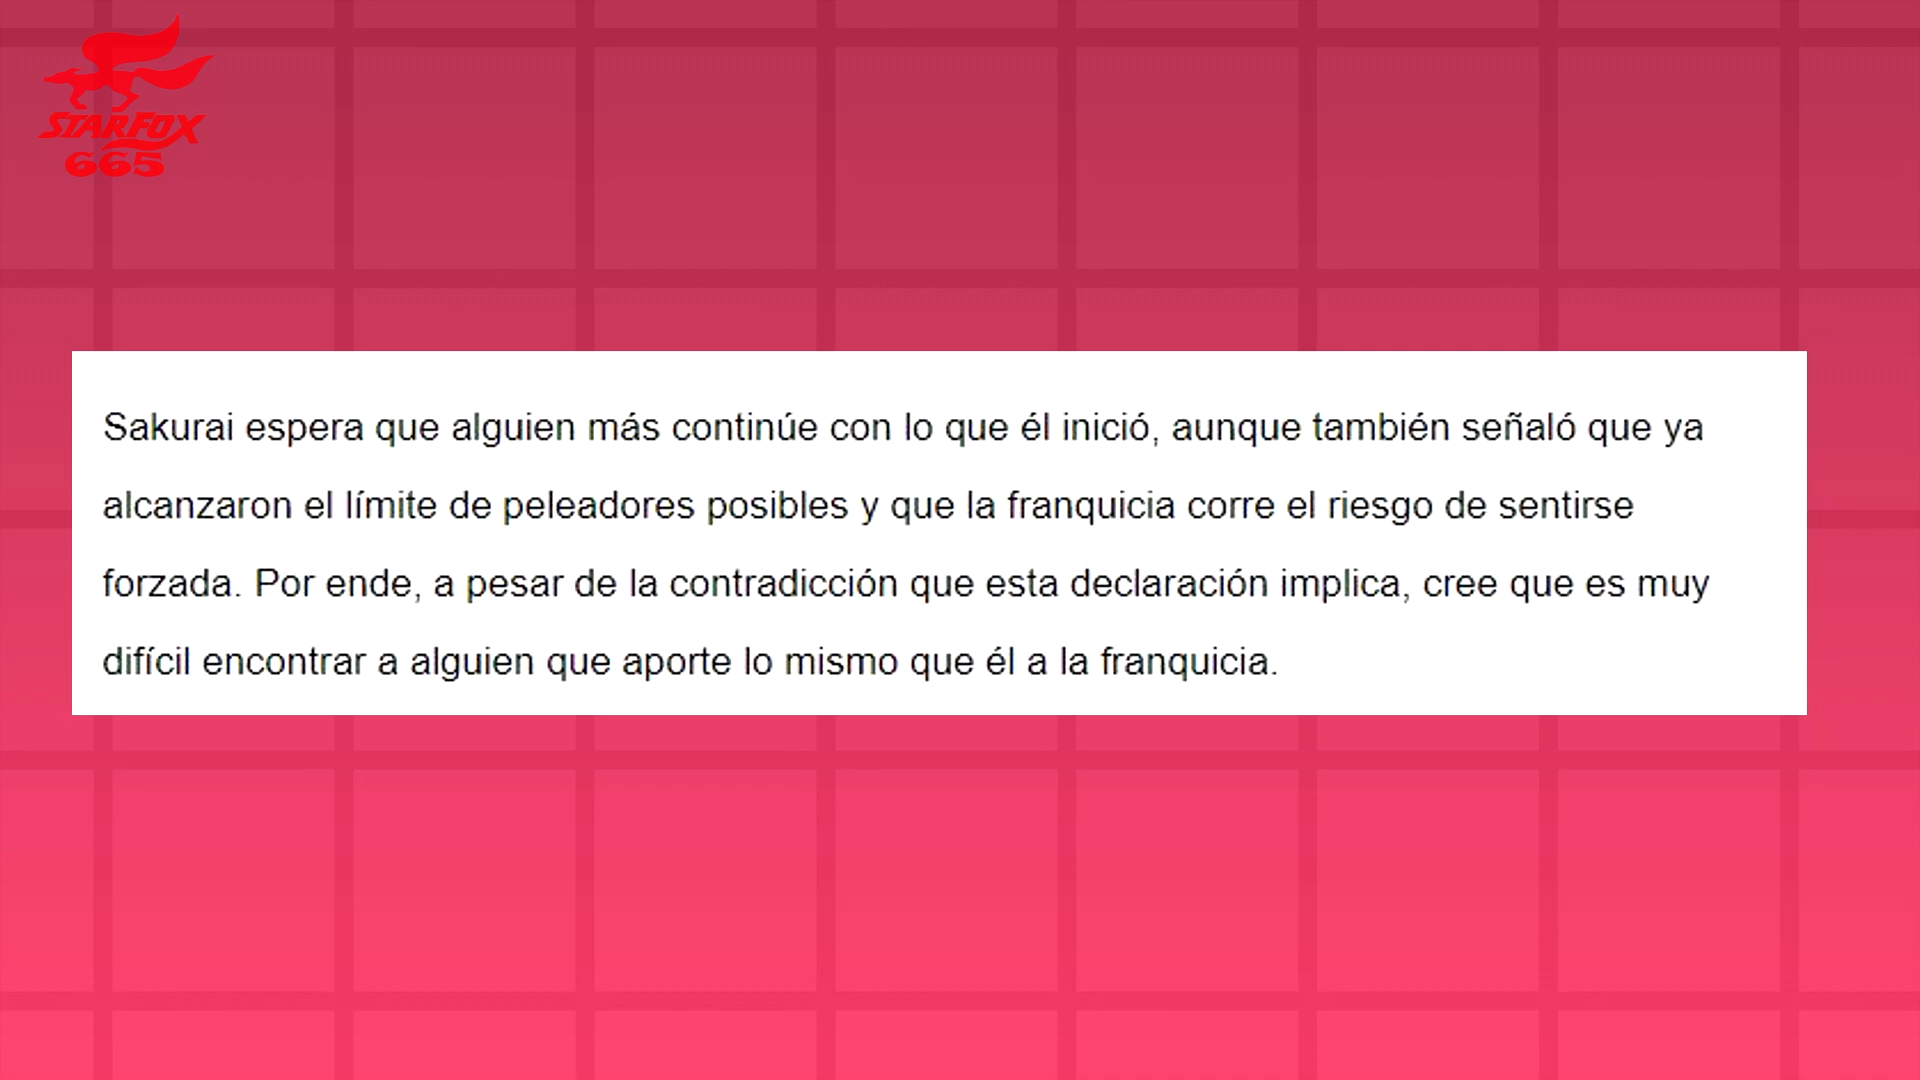 STARFOX
665
Sakurai espera que alguien más continúe con lo que él inició, aunque también señaló que ya
alcanzaron el límite de peleadores posibles y que la franquicia corre el riesgo de sentirse
forzada. Por ende, a pesar de la contradicción que esta declaración implica, cree que es muy
difícil encontrar a alguien que aporte lo mismo que él a la franquicia.